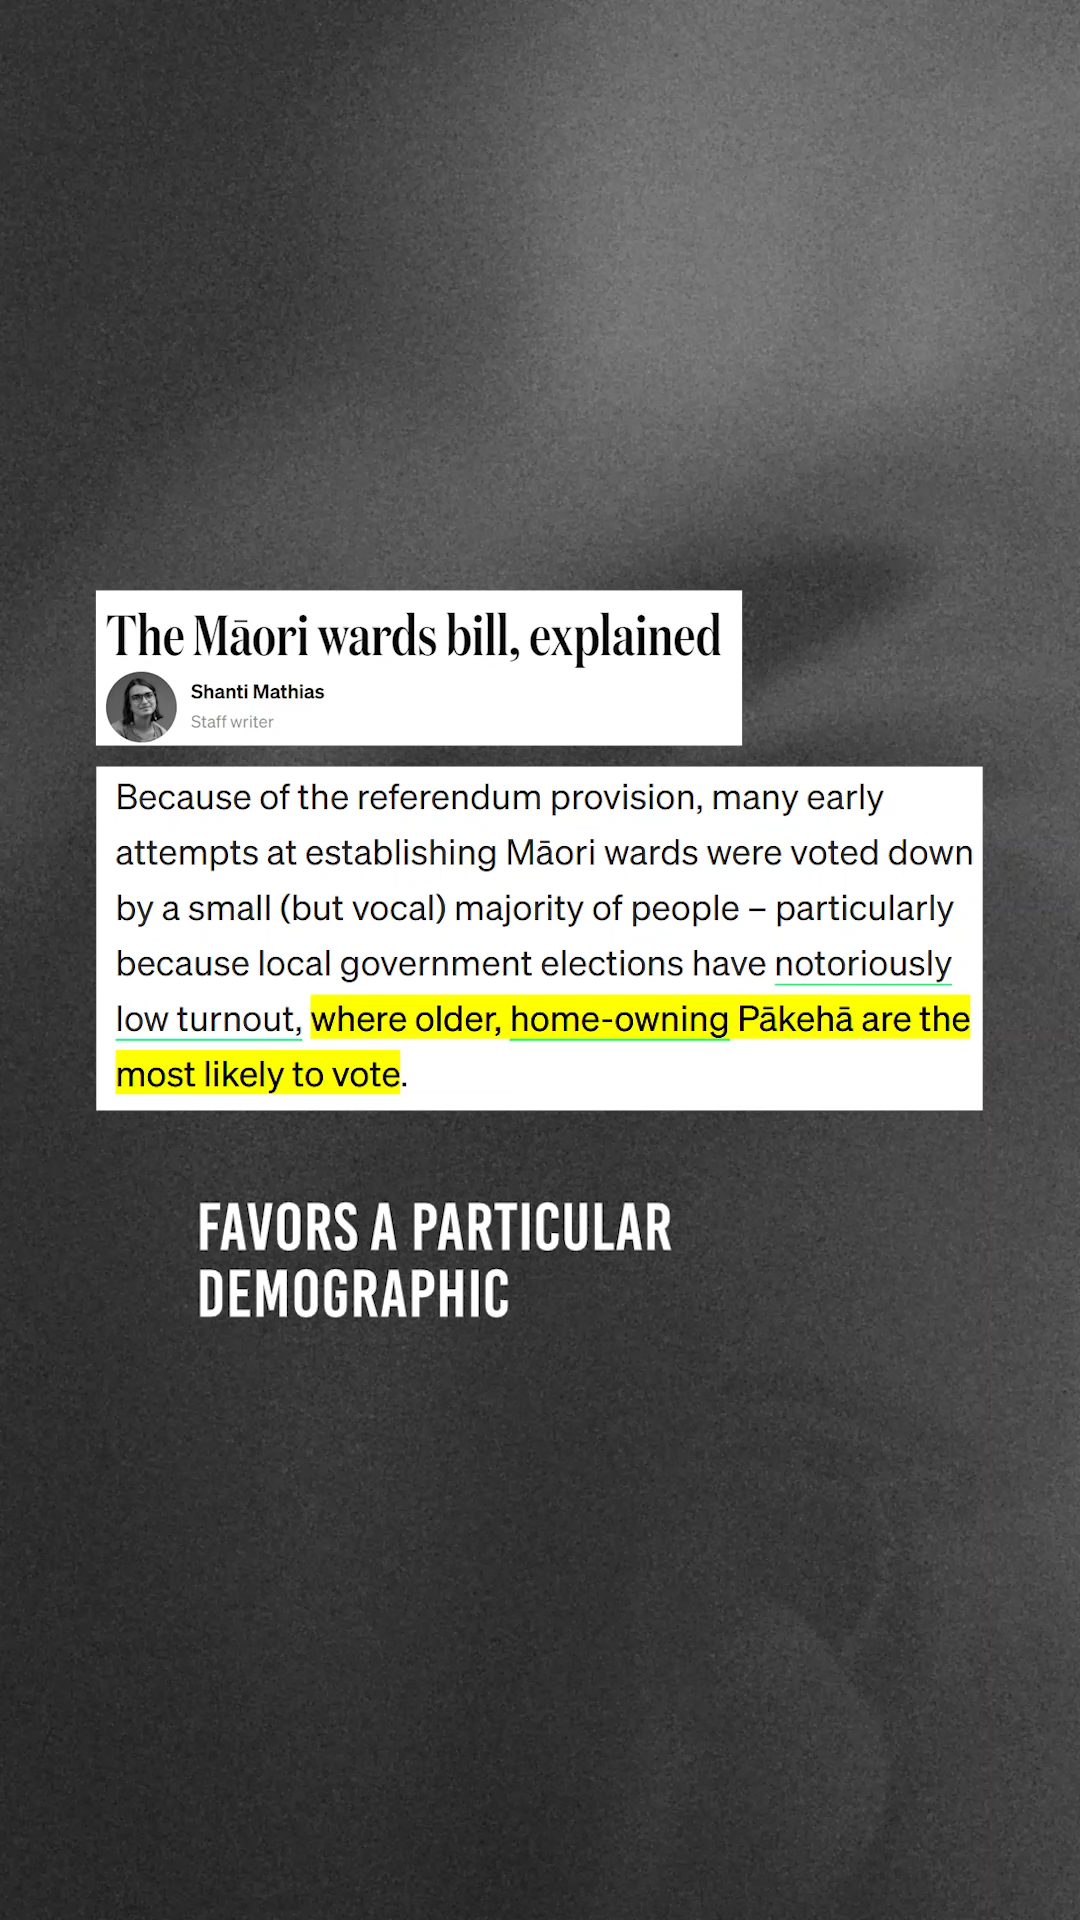 The Māori wards bill, explained
Shanti Mathias
Staff writer
Because of the referendum provision, many early
attempts at establishing Māori wards were voted down
by a small (but vocal) majority of people – particularly
because local government elections have notoriously
low turnout, where older, home-owning Pākehā are the
most likely to vote.
FAVORS A PARTICULAR
DEMOGRAPHIC